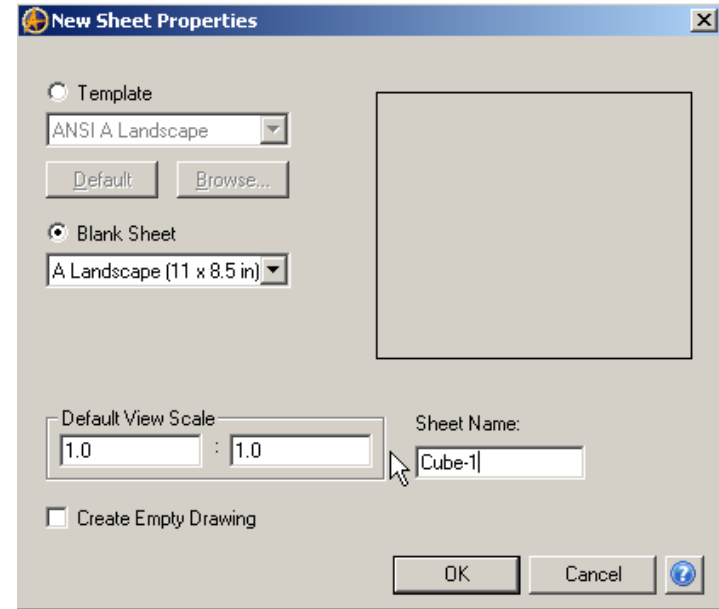 New Sheet Properties
Template
ANSI A Landscape
Default Browse...
Blank Sheet
A Landscape (11 x 8.5 in)
Default View Scale
1.0 : 1.0
Sheet Name:
Cube-1
Create Empty Drawing
OK Cancel ?